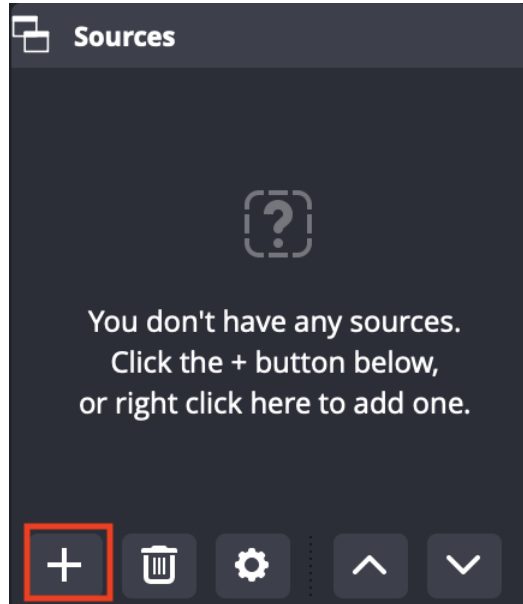 Sources
You don't have any sources.
Click the + button below,
or right click here to add one.